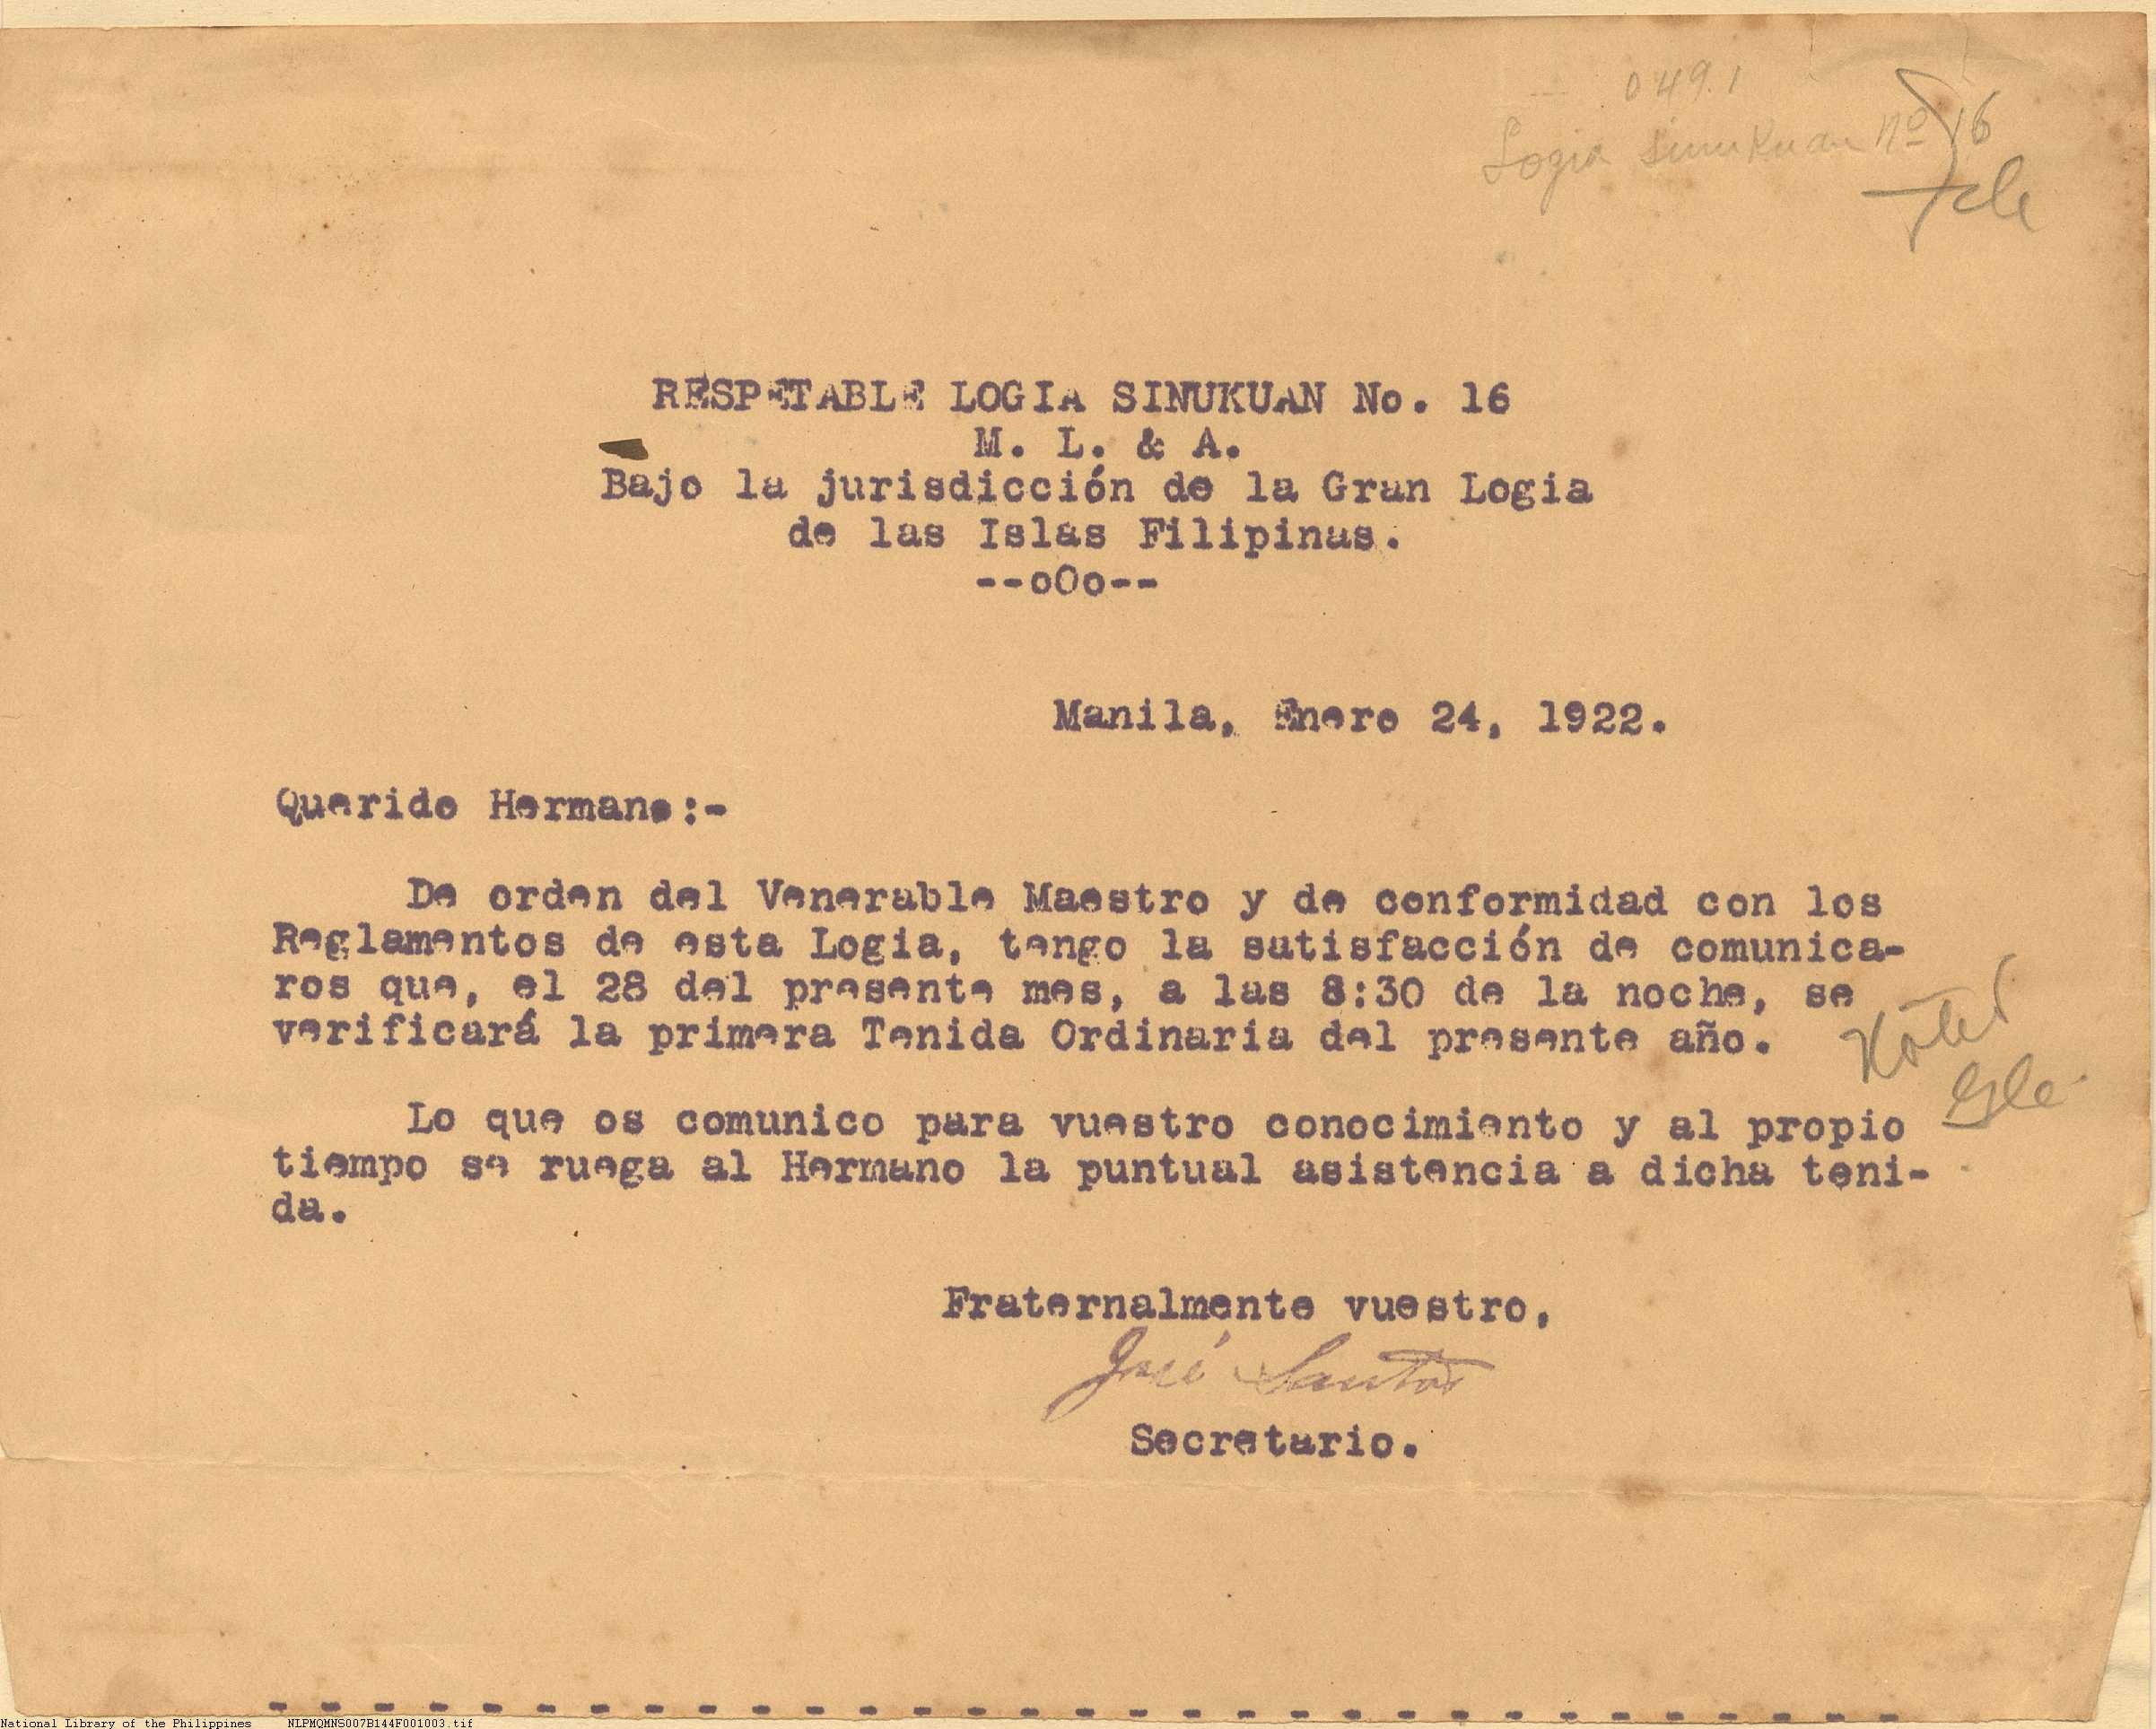 0491
Logia Sinukuan Nº 16
RESPETABLE LOGIA SINUKUAN No. 16
M. L. & A.
Bajo la jurisdicción de la Gran Logia
de las Islas Filipinas.
--oOo--
Manila, Enero 24, 1922.
Querido Hermano:-
De orden del Venerable Maestro y de conformidad con los
Reglamentos de esta Logia, tengo la satisfacción de comunica-
ros que, el 28 del presente mes, a las 8:30 de la noche, se
verificará la primera Tenida Ordinaria del presente año.
Lo que os comunico para vuestro conocimiento y al propio
tiempo se ruega al Hermano la puntual asistencia a dicha teni-
da.
Fraternalmente vuestro,
José Santos
Secretario.
National Library of the Philippines NLPMQMNS007B144F001003.tif